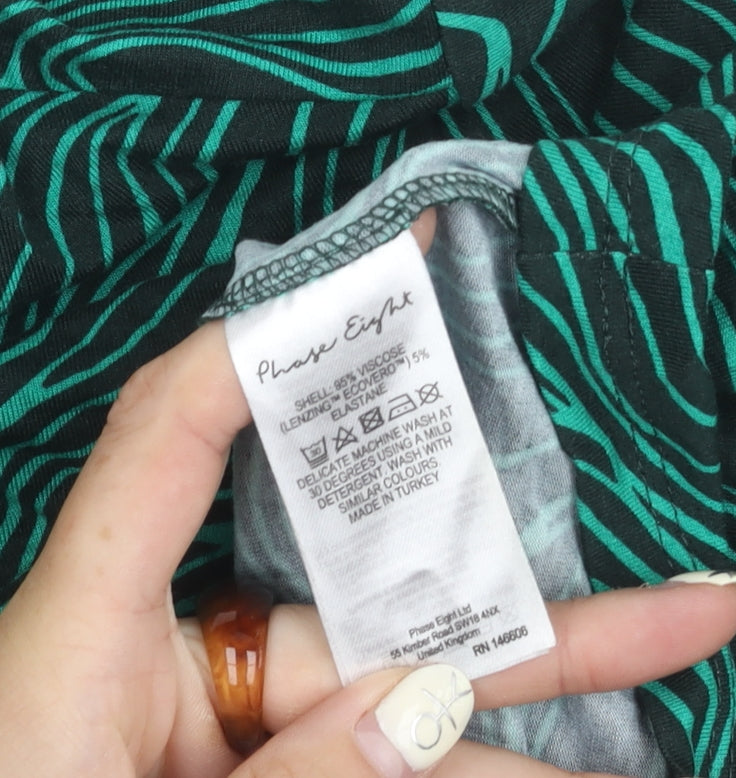 Phase Eight
SHELL: 95% VISCOSE
(LENZING™ ECOVERO™) 5%
ELASTANE
30
DELICATE MACHINE WASH AT
30 DEGREES USING A MILD
DETERGENT. WASH WITH
SIMILAR COLOURS.
MADE IN TURKEY
Phase Eight Ltd
55 Kimber Road SW18 4NX
United Kingdom
RN 146606